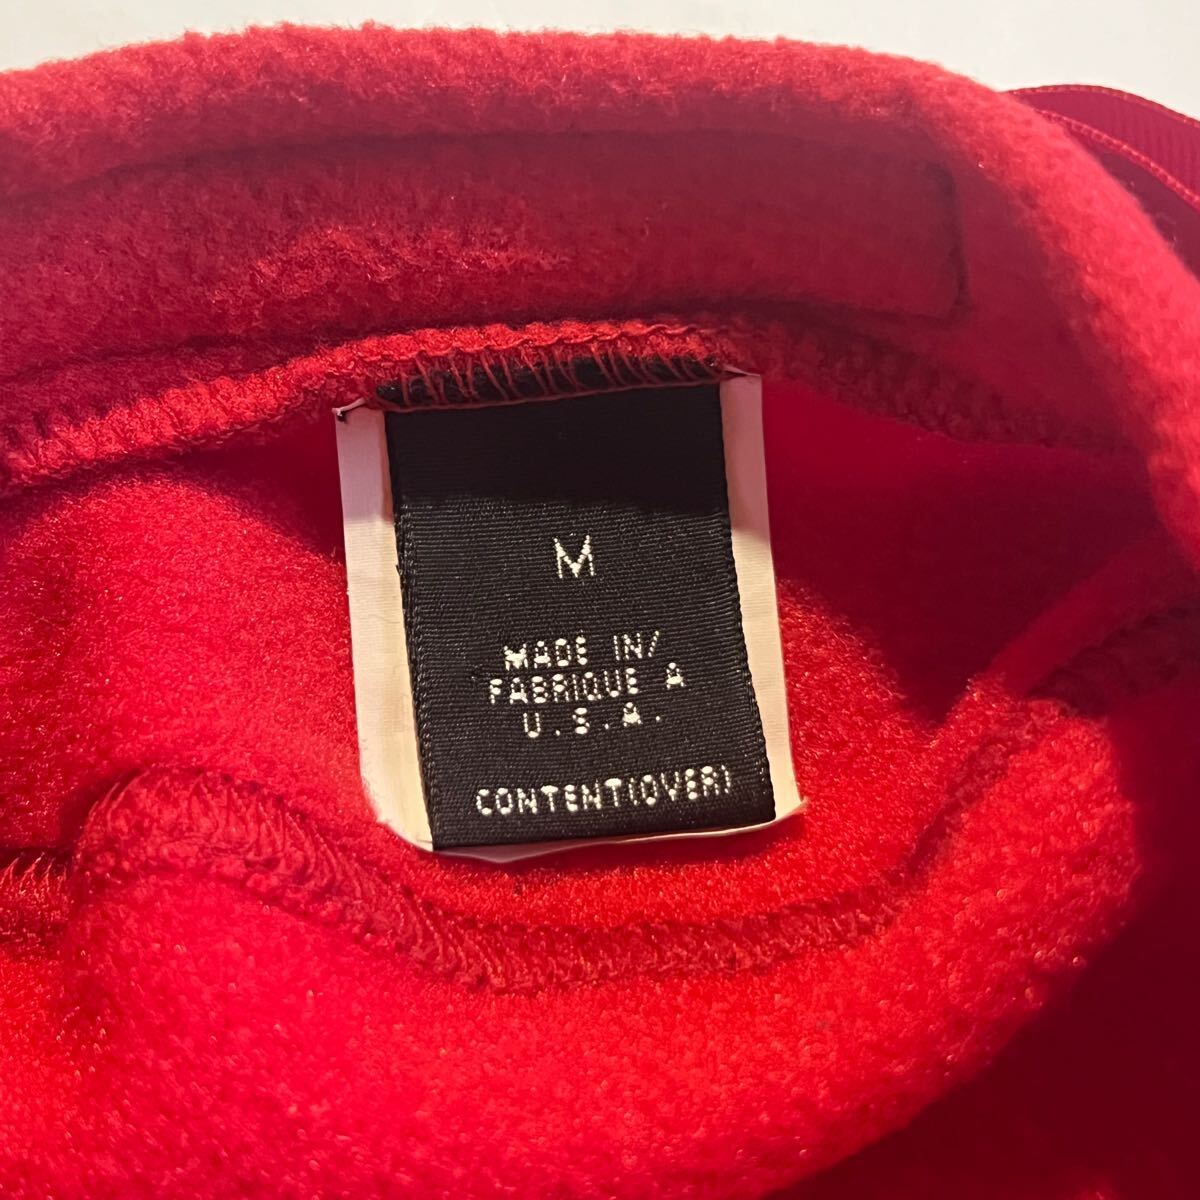 M
MADE IN/
FABRIQUE A
U.S.A.
CONTENT(OVER)